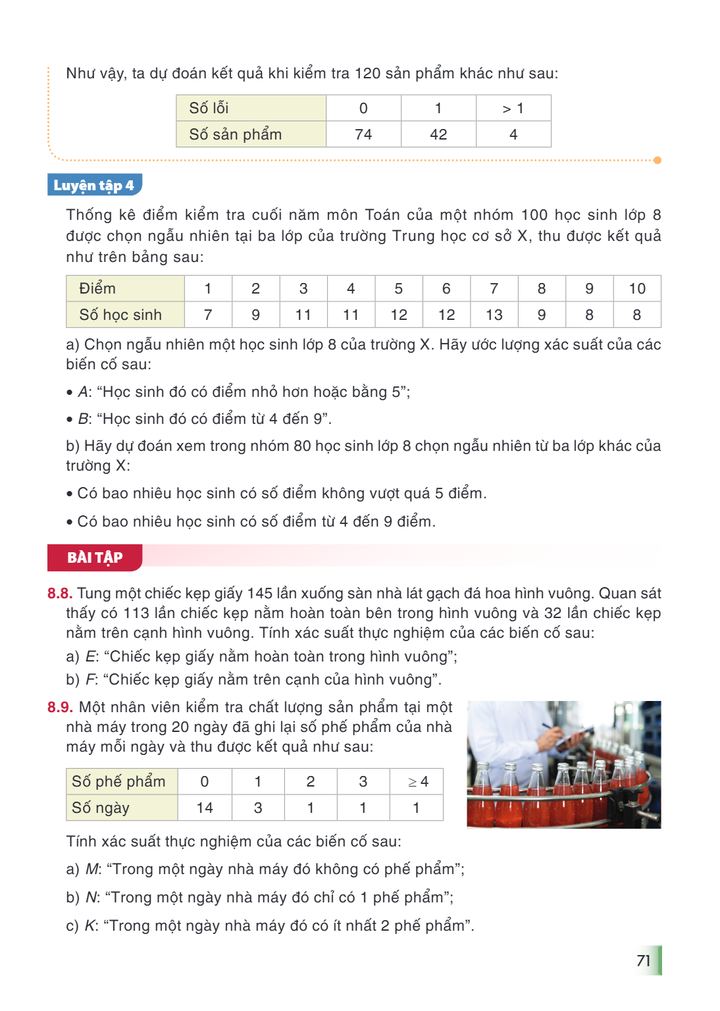 Như vậy, ta dự đoán kết quả khi kiểm tra 120 sản phẩm khác như sau:
Số lỗi 0 1 > 1
Số sản phẩm 74 42 4
Luyện tập 4
Thống kê điểm kiểm tra cuối năm môn Toán của một nhóm 100 học sinh lớp 8
được chọn ngẫu nhiên tại ba lớp của trường Trung học cơ sở X, thu được kết quả
như trên bảng sau:
Điểm 1 2 3 4 5 6 7 8 9 10
Số học sinh 7 9 11 11 12 12 13 9 8 8
a) Chọn ngẫu nhiên một học sinh lớp 8 của trường X. Hãy ước lượng xác suất của các
biến cố sau:
• A: “Học sinh đó có điểm nhỏ hơn hoặc bằng 5”;
• B: “Học sinh đó có điểm từ 4 đến 9”.
b) Hãy dự đoán xem trong nhóm 80 học sinh lớp 8 chọn ngẫu nhiên từ ba lớp khác của
trường X:
• Có bao nhiêu học sinh có số điểm không vượt quá 5 điểm.
• Có bao nhiêu học sinh có số điểm từ 4 đến 9 điểm.
BÀI TẬP
8.8. Tung một chiếc kẹp giấy 145 lần xuống sàn nhà lát gạch đá hoa hình vuông. Quan sát
thấy có 113 lần chiếc kẹp nằm hoàn toàn bên trong hình vuông và 32 lần chiếc kẹp
nằm trên cạnh hình vuông. Tính xác suất thực nghiệm của các biến cố sau:
a) E: “Chiếc kẹp giấy nằm hoàn toàn trong hình vuông”;
b) F: “Chiếc kẹp giấy nằm trên cạnh của hình vuông”.
8.9. Một nhân viên kiểm tra chất lượng sản phẩm tại một
nhà máy trong 20 ngày đã ghi lại số phế phẩm của nhà
máy mỗi ngày và thu được kết quả như sau:
Số phế phẩm 0 1 2 3 ≥ 4
Số ngày 14 3 1 1 1
Tính xác suất thực nghiệm của các biến cố sau:
a) M: “Trong một ngày nhà máy đó không có phế phẩm”;
b) N: “Trong một ngày nhà máy đó chỉ có 1 phế phẩm”;
c) K: “Trong một ngày nhà máy đó có ít nhất 2 phế phẩm”.
71